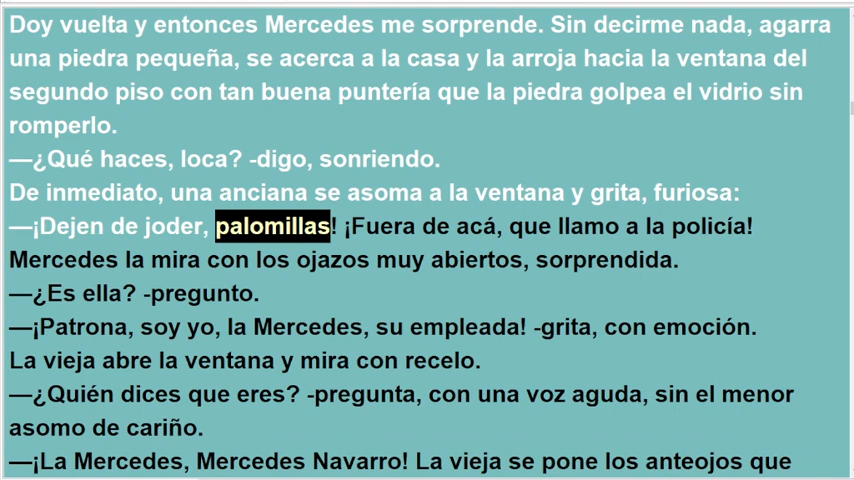 Doy vuelta y entonces Mercedes me sorprende. Sin decirme nada, agarra
una piedra pequeña, se acerca a la casa y la arroja hacia la ventana del
segundo piso con tan buena puntería que la piedra golpea el vidrio sin
romperlo.
—¿Qué haces, loca? -digo, sonriendo.
De inmediato, una anciana se asoma a la ventana y grita, furiosa:
—¡Dejen de joder, palomillas! ¡Fuera de acá, que llamo a la policía!
Mercedes la mira con los ojazos muy abiertos, sorprendida.
—¿Es ella? -pregunto.
—¡Patrona, soy yo, la Mercedes, su empleada! -grita, con emoción.
La vieja abre la ventana y mira con recelo.
—¿Quién dices que eres? -pregunta, con una voz aguda, sin el menor
asomo de cariño.
—¡La Mercedes, Mercedes Navarro! La vieja se pone los anteojos que